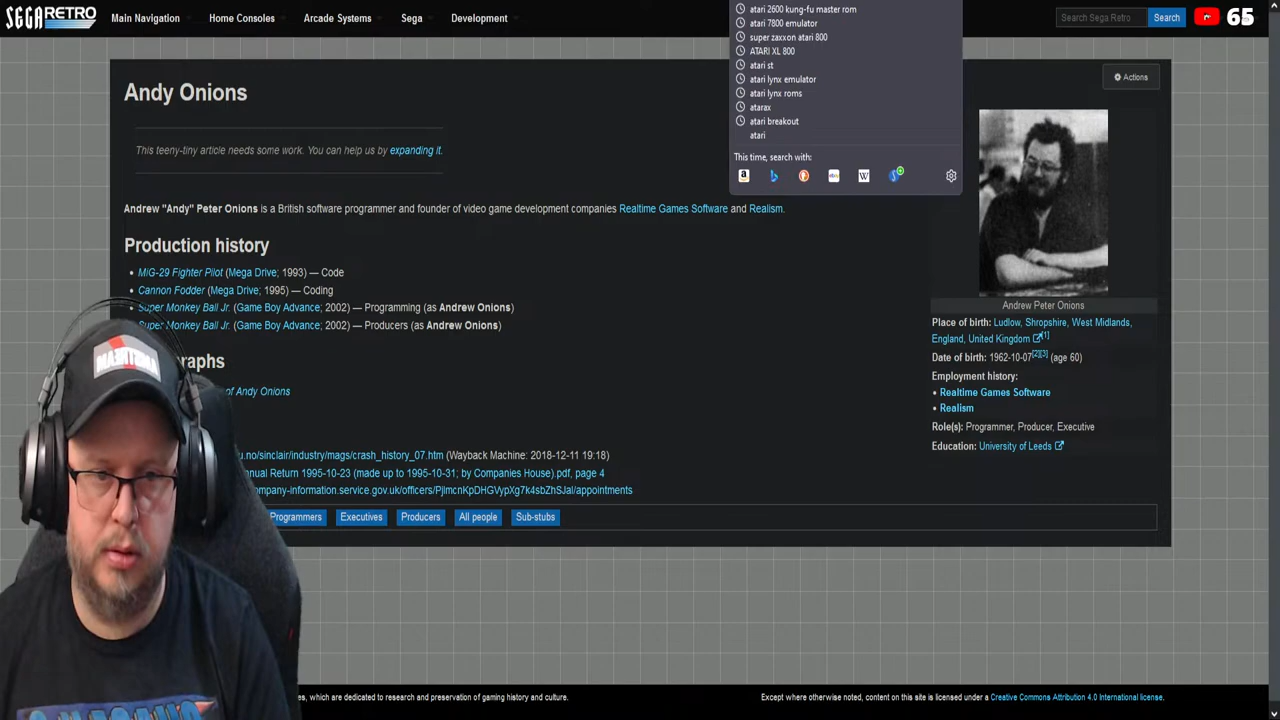 SEGA RETRO
Main Navigation
Home Consoles
Arcade Systems
Sega
Development
Search Sega Retro
Search
65
atari 2600 kung-fu master rom
atari 7800 emulator
super zaxxon atari 800
ATARI XL 800
atari st
atari lynx emulator
atari lynx roms
atarax
atari breakout
atari
This time, search with:
Actions
Andy Onions
This teeny-tiny article needs some work. You can help us by expanding it.
Andrew "Andy" Peter Onions is a British software programmer and founder of video game development companies Realtime Games Software and Realism.
Production history
MiG-29 Fighter Pilot (Mega Drive; 1993) — Code
Cannon Fodder (Mega Drive; 1995) — Coding
Super Monkey Ball Jr. (Game Boy Advance; 2002) — Programming (as Andrew Onions)
Super Monkey Ball Jr. (Game Boy Advance; 2002) — Producers (as Andrew Onions)
raphs
of Andy Onions
u.no/sinclair/industry/mags/crash_history_07.htm (Wayback Machine: 2018-12-11 19:18)
nnual Return 1995-10-23 (made up to 1995-10-31; by Companies House).pdf, page 4
Programmers
Executives
Producers
All people
Sub-stubs
Andrew Peter Onions
Place of birth: Ludlow, Shropshire, West Midlands,
England, United Kingdom [1]
Date of birth: 1962-10-07[2][3] (age 60)
Employment history:
Realtime Games Software
Realism
Role(s): Programmer, Producer, Executive
Education: University of Leeds
es, which are dedicated to research and preservation of gaming history and culture.
Except where otherwise noted, content on this site is licensed under a Creative Commons Attribution 4.0 International license.